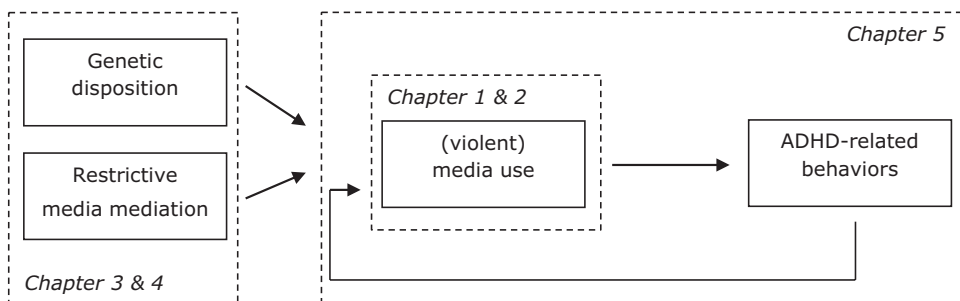 Genetic
disposition
Restrictive
media mediation
Chapter 3 & 4
Chapter 5
Chapter 1 & 2
(violent)
media use
ADHD-related
behaviors